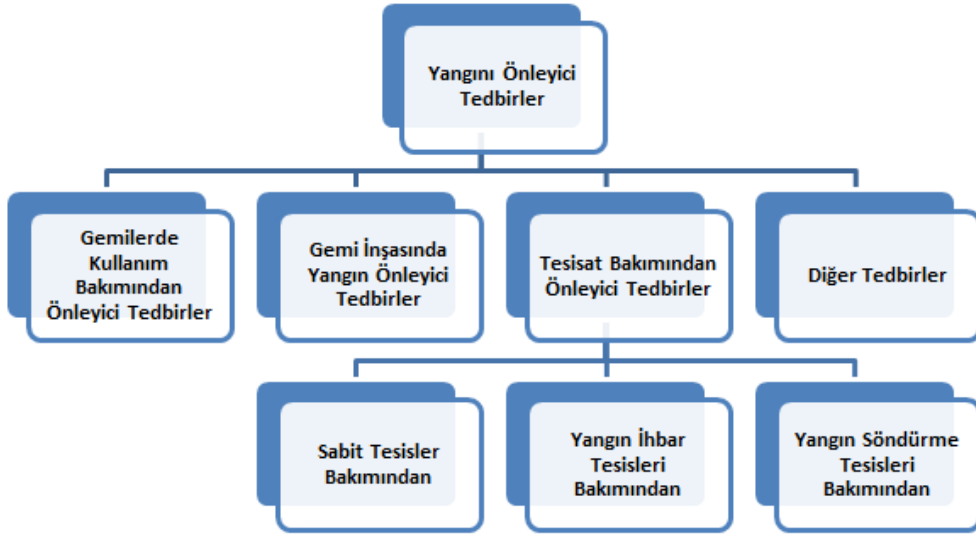 Yangını Önleyici
Tedbirler
Gemilerde
Kullanım
Bakımından
Önleyici Tedbirler
Gemi İnşasında
Yangın Önleyici
Tedbirler
Tesisat Bakımından
Önleyici Tedbirler
Diğer Tedbirler
Sabit Tesisler
Bakımından
Yangın İhbar
Tesisleri
Bakımından
Yangın Söndürme
Tesisleri
Bakımından